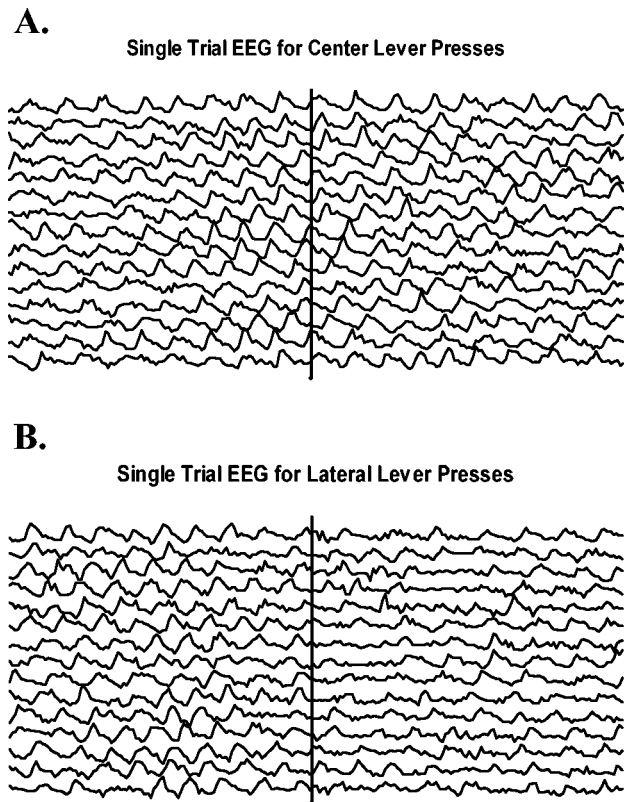 A.
Single Trial EEG for Center Lever Presses
B.
Single Trial EEG for Lateral Lever Presses